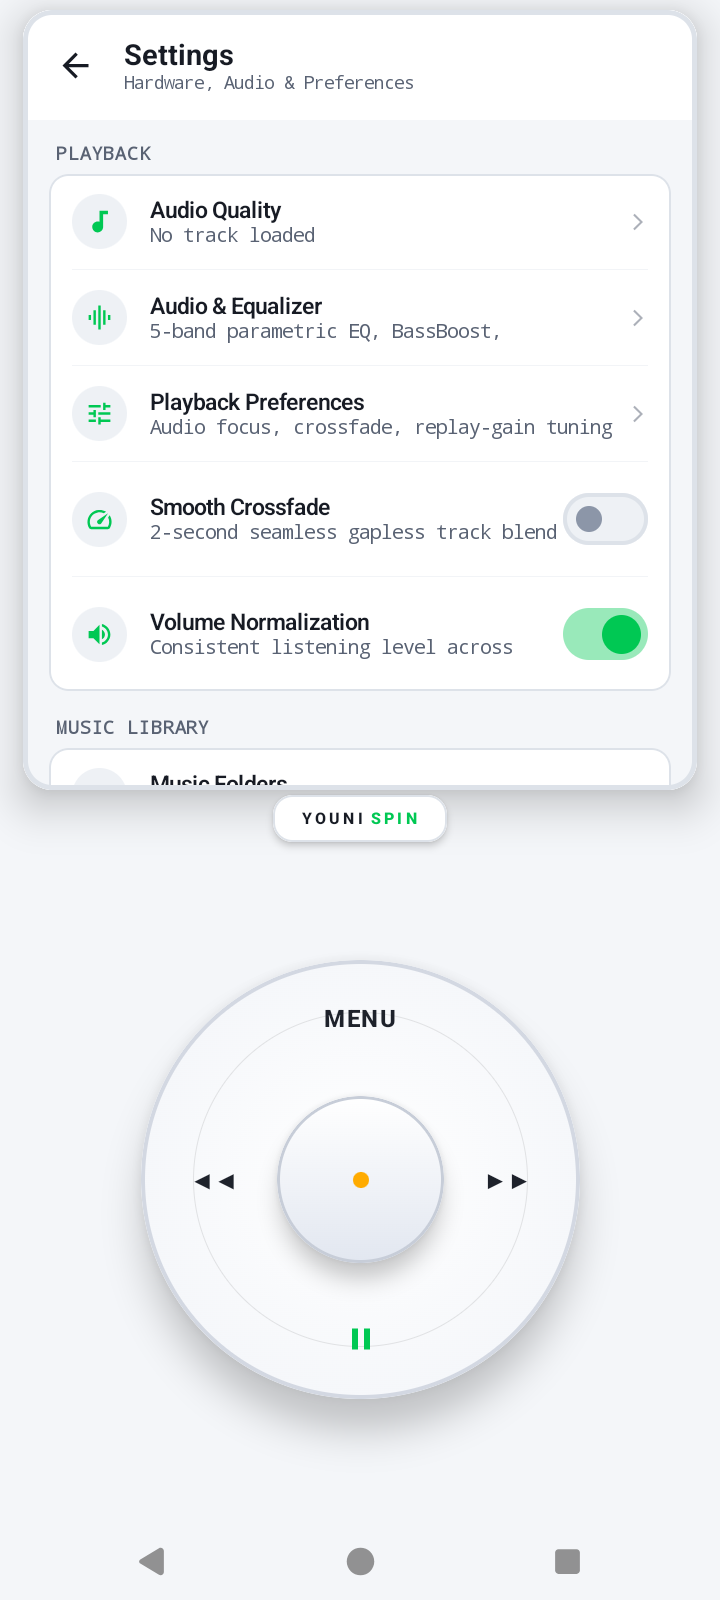 Settings
Hardware, Audio & Preferences
PLAYBACK
Audio Quality
No track loaded
Audio & Equalizer
5-band parametric EQ, BassBoost,
Playback Preferences
Audio focus, crossfade, replay-gain tuning
Smooth Crossfade
2-second seamless gapless track blend
Volume Normalization
Consistent listening level across
MUSIC LIBRARY
Music Folders
YOUNI SPIN
MENU